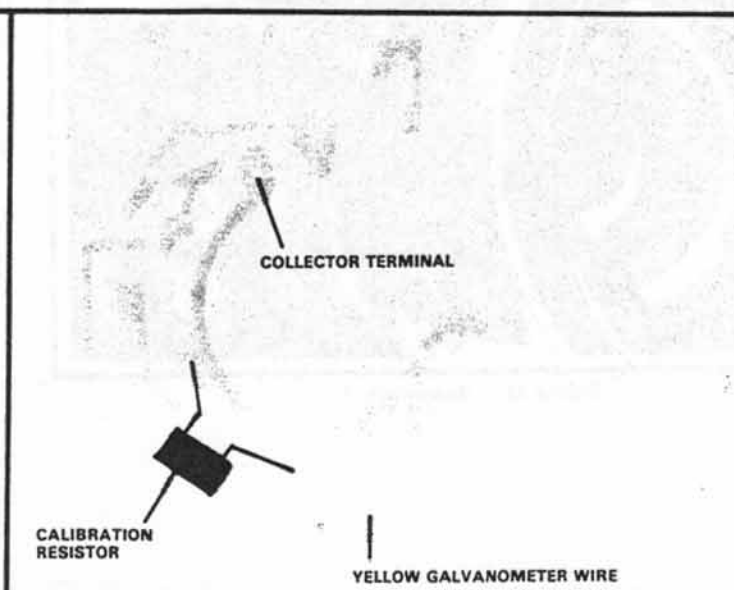 COLLECTOR TERMINAL
CALIBRATION
RESISTOR
YELLOW GALVANOMETER WIRE